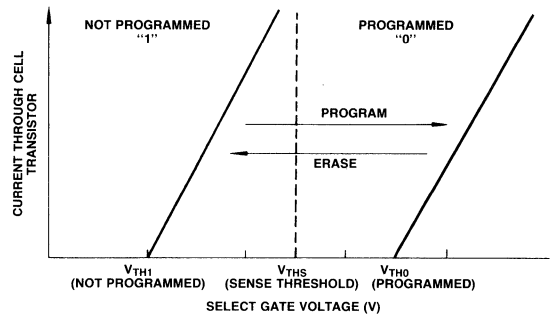 NOT PROGRAMMED
"1"
PROGRAMMED
"0"
CURRENT THROUGH CELL
TRANSISTOR
PROGRAM
ERASE
VTH1
(NOT PROGRAMMED)
VTHS
(SENSE THRESHOLD)
VTH0
(PROGRAMMED)
SELECT GATE VOLTAGE (V)